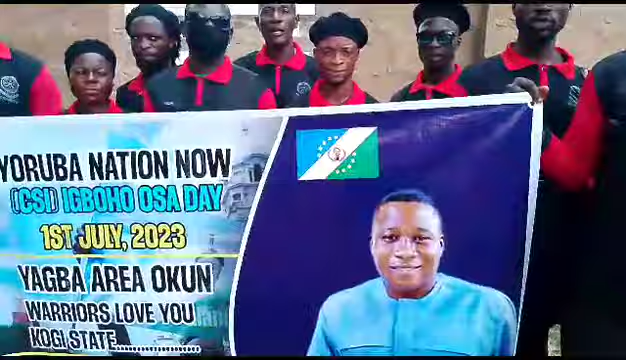 YORUBA NATION NOW
(CSI) IGBOHO OSA DAY
1ST JULY, 2023
YAGBA AREA OKUN
WARRIORS LOVE YOU
KOGI STATE....................